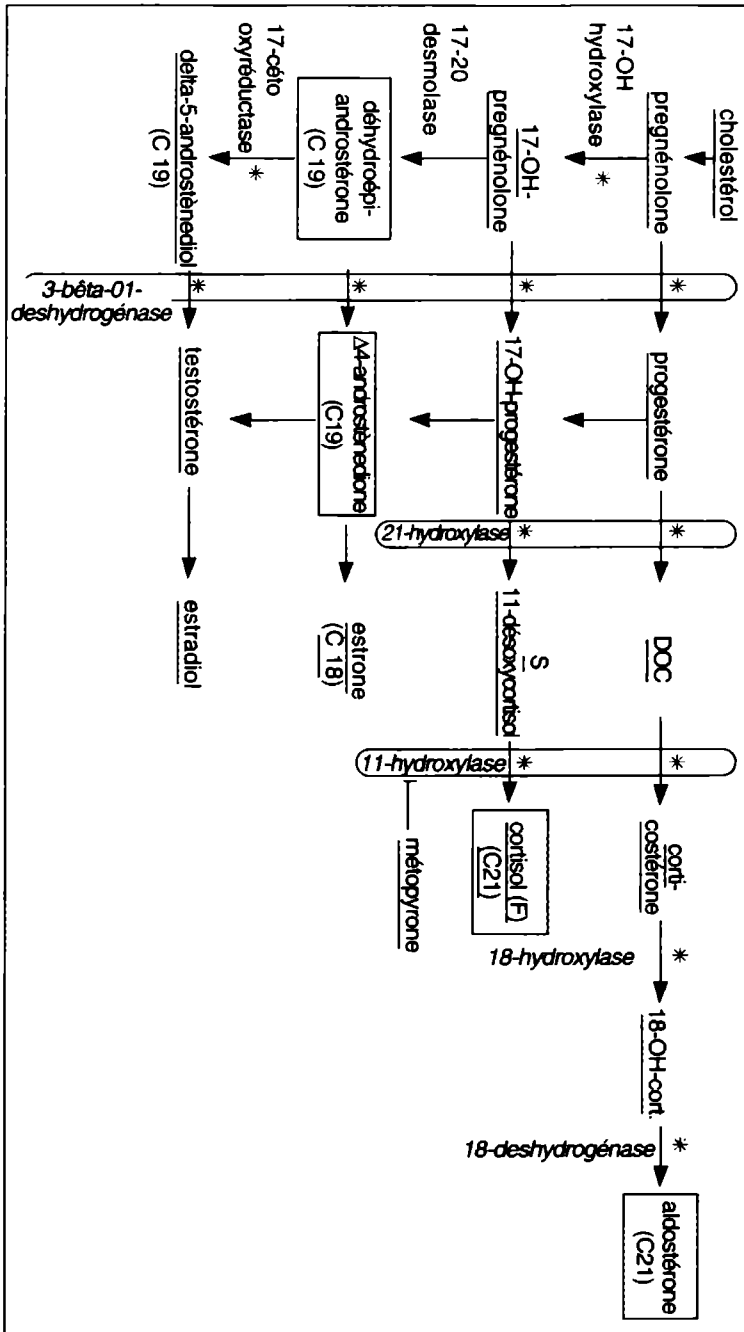 cholestérol
prégnénolone
progestérone
DOC
corti-
costérone
18-OH-cort.
aldostérone
(C21)
17-OH
hydroxylase
*
*
*
*
18-hydroxylase
*
18-deshydrogénase
*
17-OH-
prégnénolone
17-OH-progestérone
21-hydroxylase
S
11-désoxycortisol
11-hydroxylase
cortisol (F)
(C21)
*
*
*
17-20
desmolase
métopyrone
déhydroépi-
androstérone
(C 19)
*
Δ4-androstènedione
(C19)
estrone
(C 18)
17-céto
oxyréductase
*
delta-5-androstènediol
(C 19)
*
testostérone
estradiol
3-bêta-01-
deshydrogénase